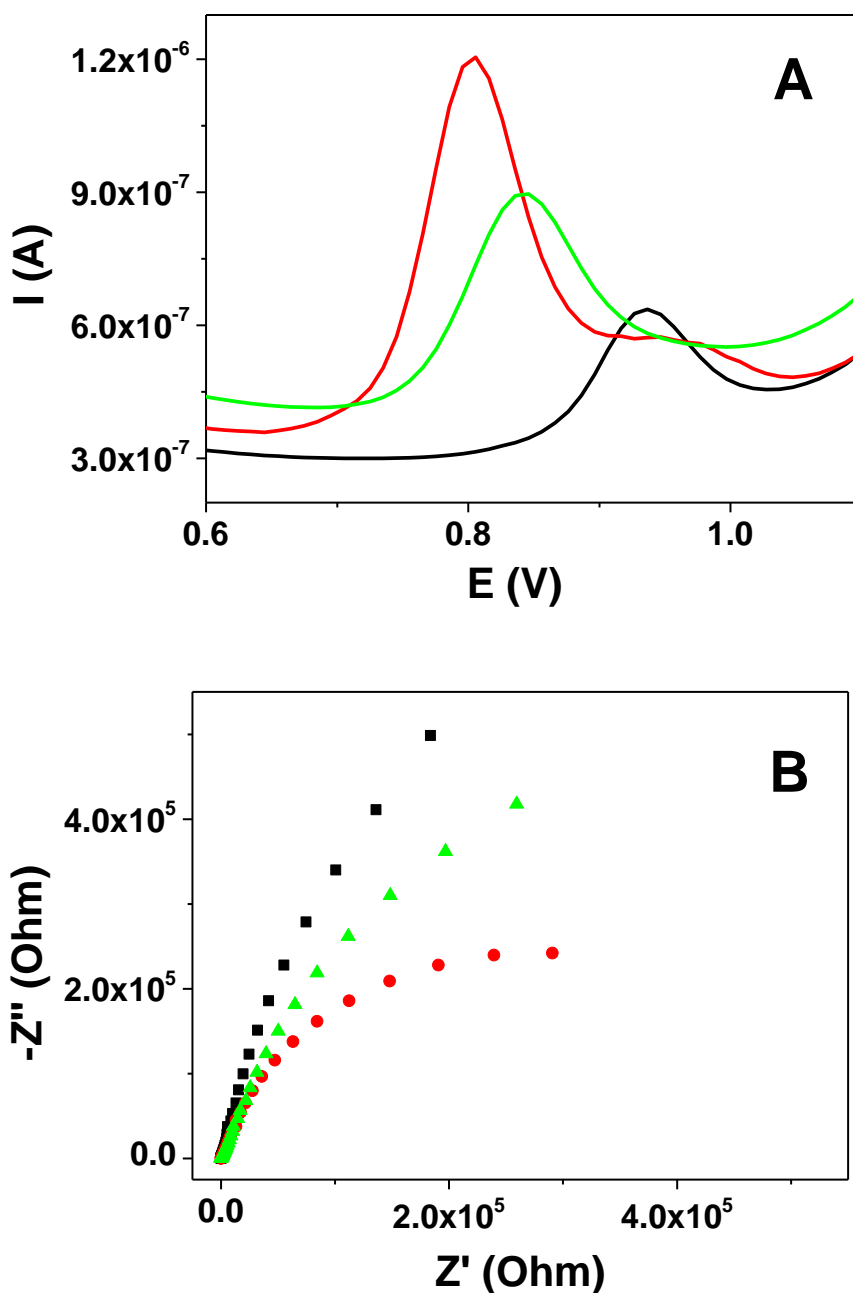 A
1.2x10⁻⁶
9.0x10⁻⁷
6.0x10⁻⁷
3.0x10⁻⁷
I (A)
0.6 0.8 1.0
E (V)
B
4.0x10⁵
2.0x10⁵
0.0
-Z'' (Ohm)
0.0 2.0x10⁵ 4.0x10⁵
Z' (Ohm)